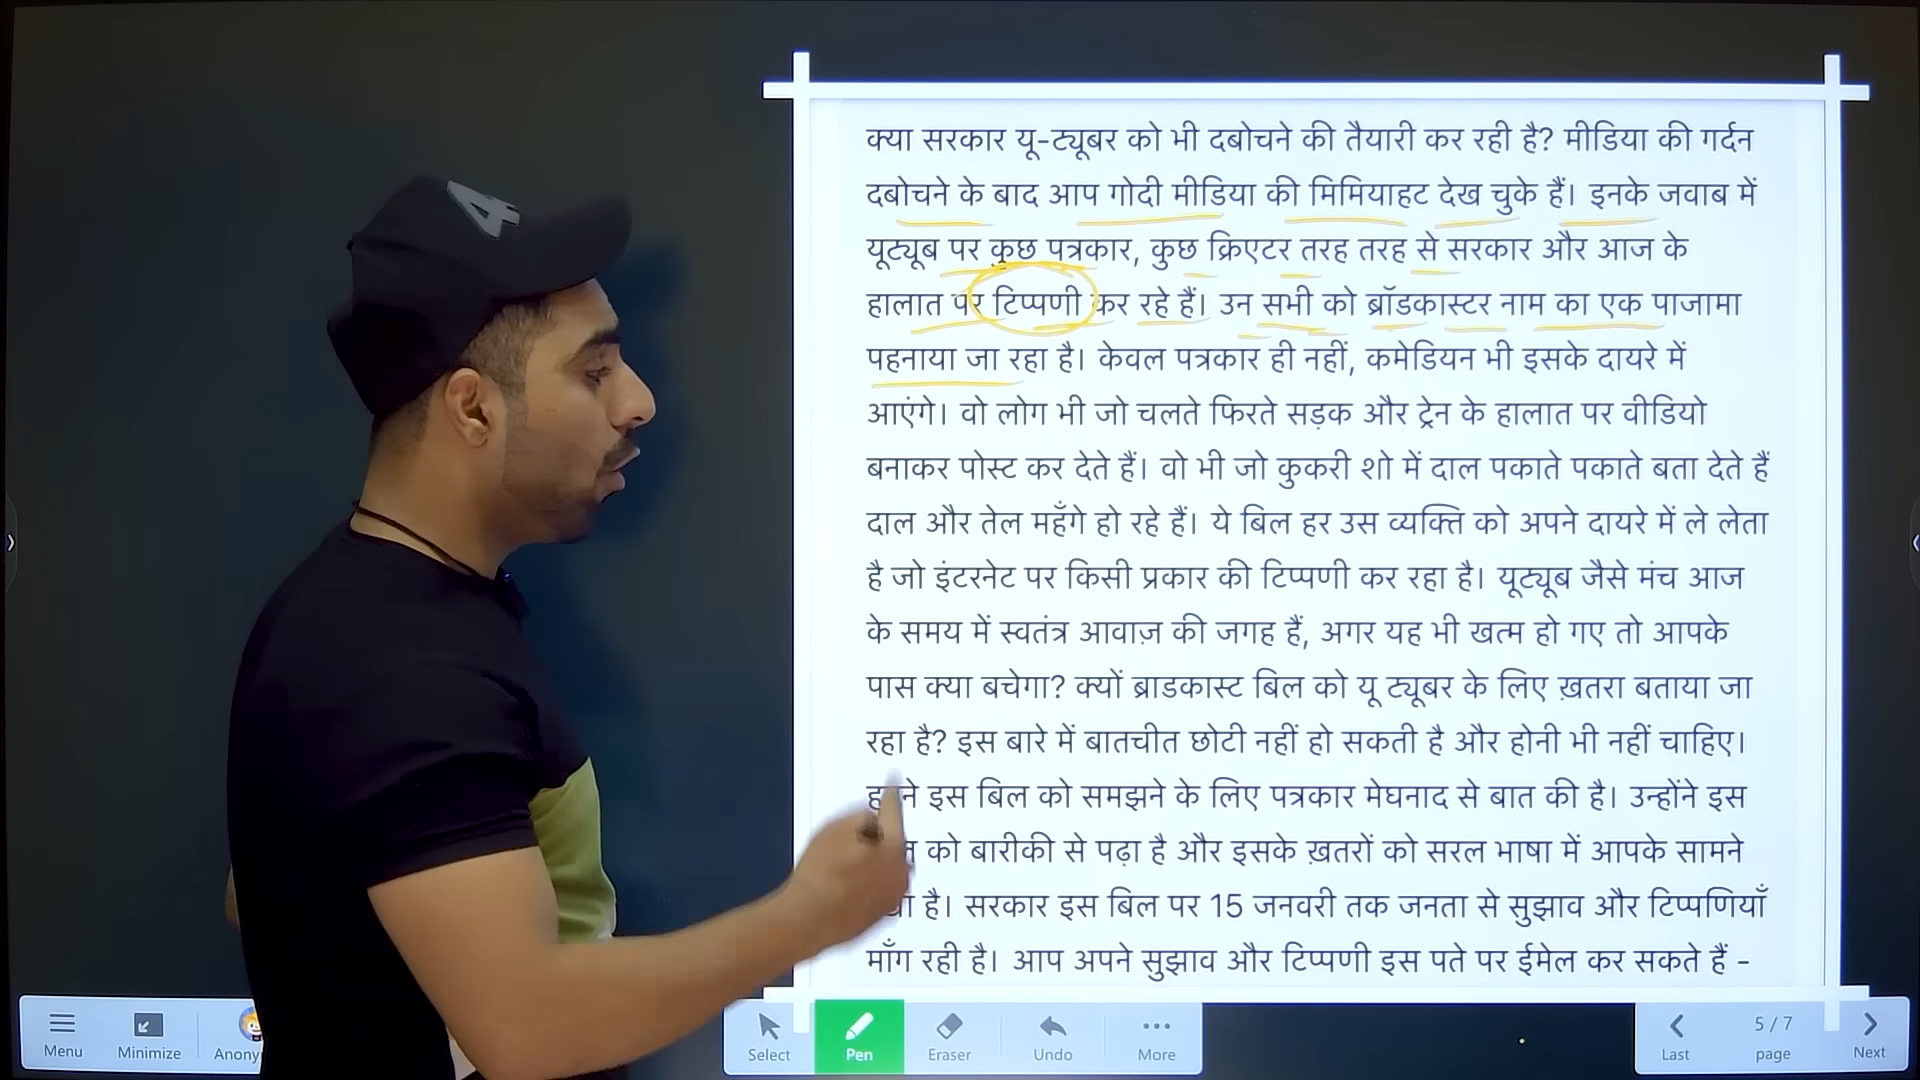 क्या सरकार यू-ट्यूबर को भी दबोचने की तैयारी कर रही है? मीडिया की गर्दन
दबोचने के बाद आप गोदी मीडिया की मिमियाहट देख चुके हैं। इनके जवाब में
यूट्यूब पर कुछ पत्रकार, कुछ क्रिएटर तरह तरह से सरकार और आज के
हालात पर टिप्पणी कर रहे हैं। उन सभी को ब्रॉडकास्टर नाम का एक पाजामा
पहनाया जा रहा है। केवल पत्रकार ही नहीं, कमेडियन भी इसके दायरे में
आएंगे। वो लोग भी जो चलते फिरते सड़क और ट्रेन के हालात पर वीडियो
बनाकर पोस्ट कर देते हैं। वो भी जो कुकरी शो में दाल पकाते पकाते बता देते हैं
दाल और तेल महँगे हो रहे हैं। ये बिल हर उस व्यक्ति को अपने दायरे में ले लेता
है जो इंटरनेट पर किसी प्रकार की टिप्पणी कर रहा है। यूट्यूब जैसे मंच आज
के समय में स्वतंत्र आवाज़ की जगह हैं, अगर यह भी खत्म हो गए तो आपके
पास क्या बचेगा? क्यों ब्राडकास्ट बिल को यू ट्यूबर के लिए ख़तरा बताया जा
रहा है? इस बारे में बातचीत छोटी नहीं हो सकती है और होनी भी नहीं चाहिए।
इस बिल को समझने के लिए पत्रकार मेघनाद से बात की है। उन्होंने इस
को बारीकी से पढ़ा है और इसके ख़तरों को सरल भाषा में आपके सामने
है। सरकार इस बिल पर 15 जनवरी तक जनता से सुझाव और टिप्पणियाँ
माँग रही है। आप अपने सुझाव और टिप्पणी इस पते पर ईमेल कर सकते हैं -
4
Menu Minimize Select Pen Eraser Undo More Last 5 / 7 page Next